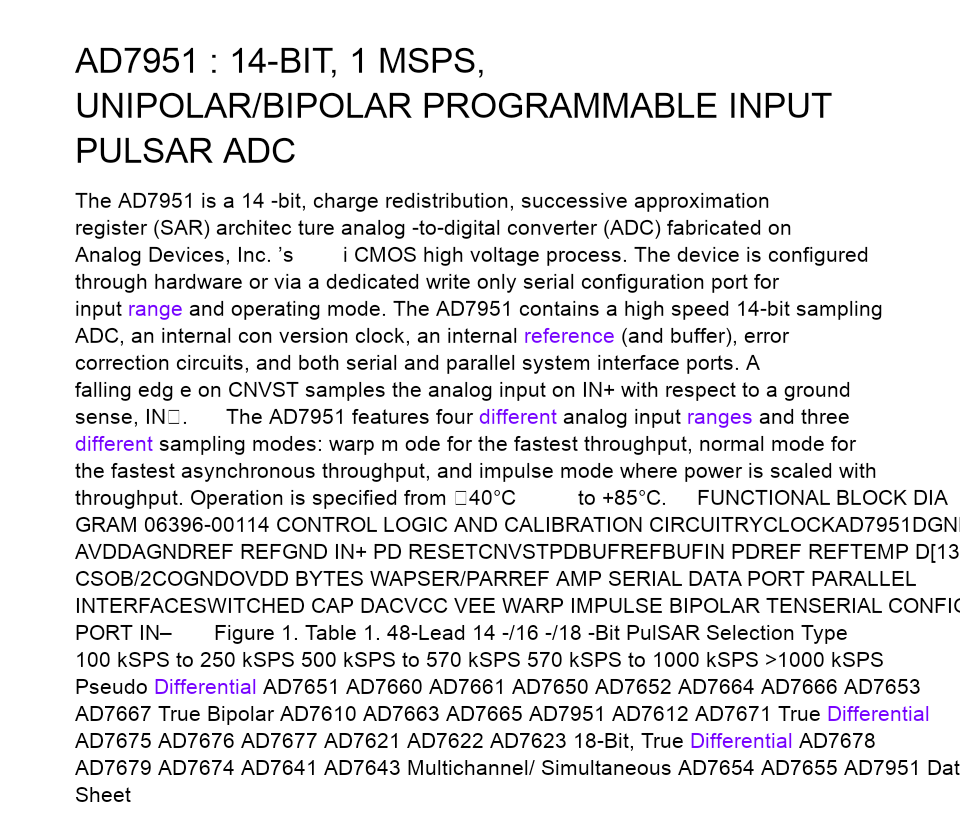 AD7951 : 14-BIT, 1 MSPS,
UNIPOLAR/BIPOLAR PROGRAMMABLE INPUT
PULSAR ADC
The AD7951 is a 14 -bit, charge redistribution, successive approximation
register (SAR) architec ture analog -to-digital converter (ADC) fabricated on
Analog Devices, Inc. ’s i CMOS high voltage process. The device is configured
through hardware or via a dedicated write only serial configuration port for
input range and operating mode. The AD7951 contains a high speed 14-bit sampling
ADC, an internal con version clock, an internal reference (and buffer), error
correction circuits, and both serial and parallel system interface ports. A
falling edg e on CNVST samples the analog input on IN+ with respect to a ground
sense, IN□. The AD7951 features four different analog input ranges and three
different sampling modes: warp m ode for the fastest throughput, normal mode for
the fastest asynchronous throughput, and impulse mode where power is scaled with
throughput. Operation is specified from □40°C to +85°C. FUNCTIONAL BLOCK DIA
GRAM 06396-00114 CONTROL LOGIC AND CALIBRATION CIRCUITRYCLOCKAD7951DGN
AVDDAGNDREF REFGND IN+ PD RESETCNVSTPDBUFREFBUFIN PDREF REFTEMP D[13
CSOB/2COGNDOVDD BYTES WAPSER/PARREF AMP SERIAL DATA PORT PARALLEL
INTERFACESWITCHED CAP DACVCC VEE WARP IMPULSE BIPOLAR TENSERIAL CONFIG
PORT IN– Figure 1. Table 1. 48-Lead 14 -/16 -/18 -Bit PulSAR Selection Type
100 kSPS to 250 kSPS 500 kSPS to 570 kSPS 570 kSPS to 1000 kSPS >1000 kSPS
Pseudo Differential AD7651 AD7660 AD7661 AD7650 AD7652 AD7664 AD7666 AD7653
AD7667 True Bipolar AD7610 AD7663 AD7665 AD7951 AD7612 AD7671 True Differential
AD7675 AD7676 AD7677 AD7621 AD7622 AD7623 18-Bit, True Differential AD7678
AD7679 AD7674 AD7641 AD7643 Multichannel/ Simultaneous AD7654 AD7655 AD7951 Dat
Sheet